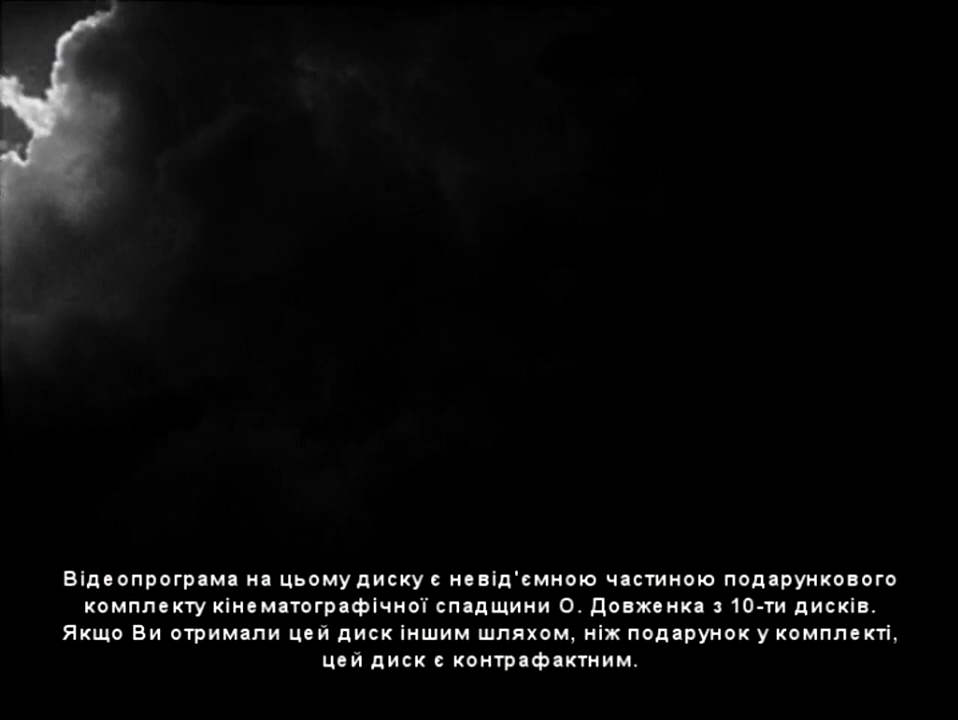 Відеопрограма на цьому диску є невід'ємною частиною подарункового
комплекту кінематографічної спадщини О. Довженка з 10-ти дисків.
Якщо Ви отримали цей диск іншим шляхом, ніж подарунок у комплекті,
цей диск є контрафактним.